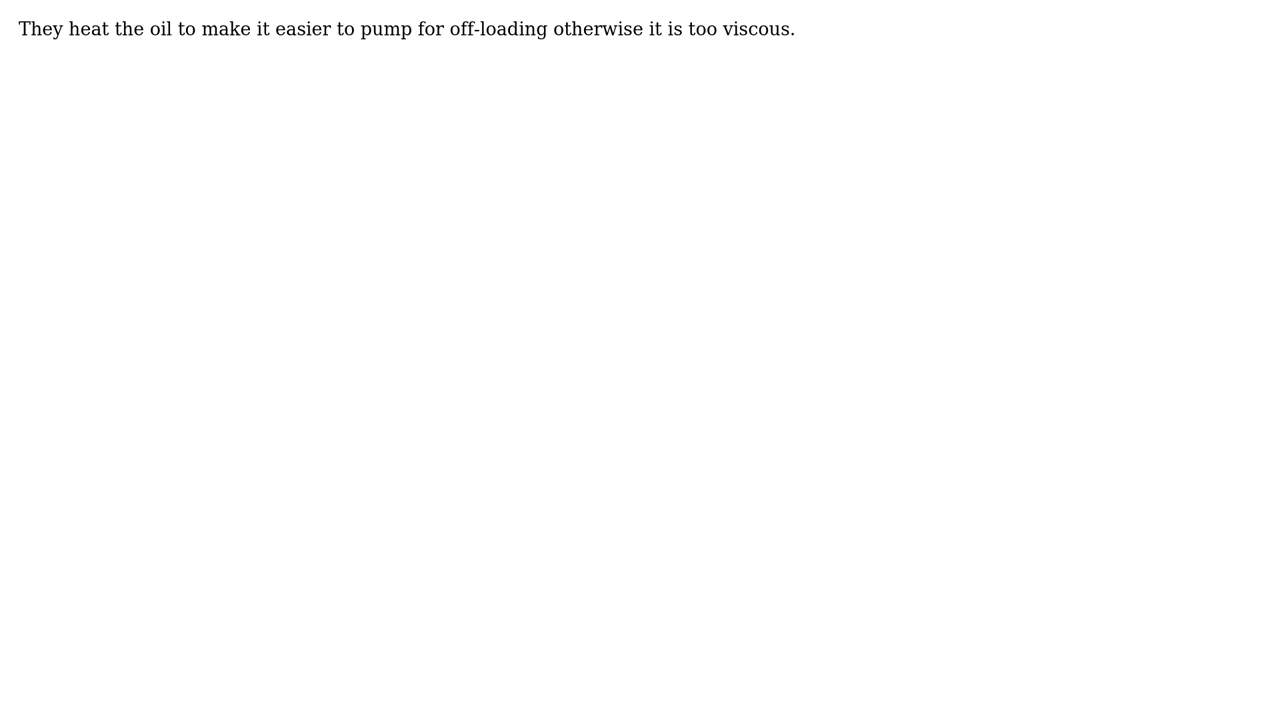 They heat the oil to make it easier to pump for off-loading otherwise it is too viscous.